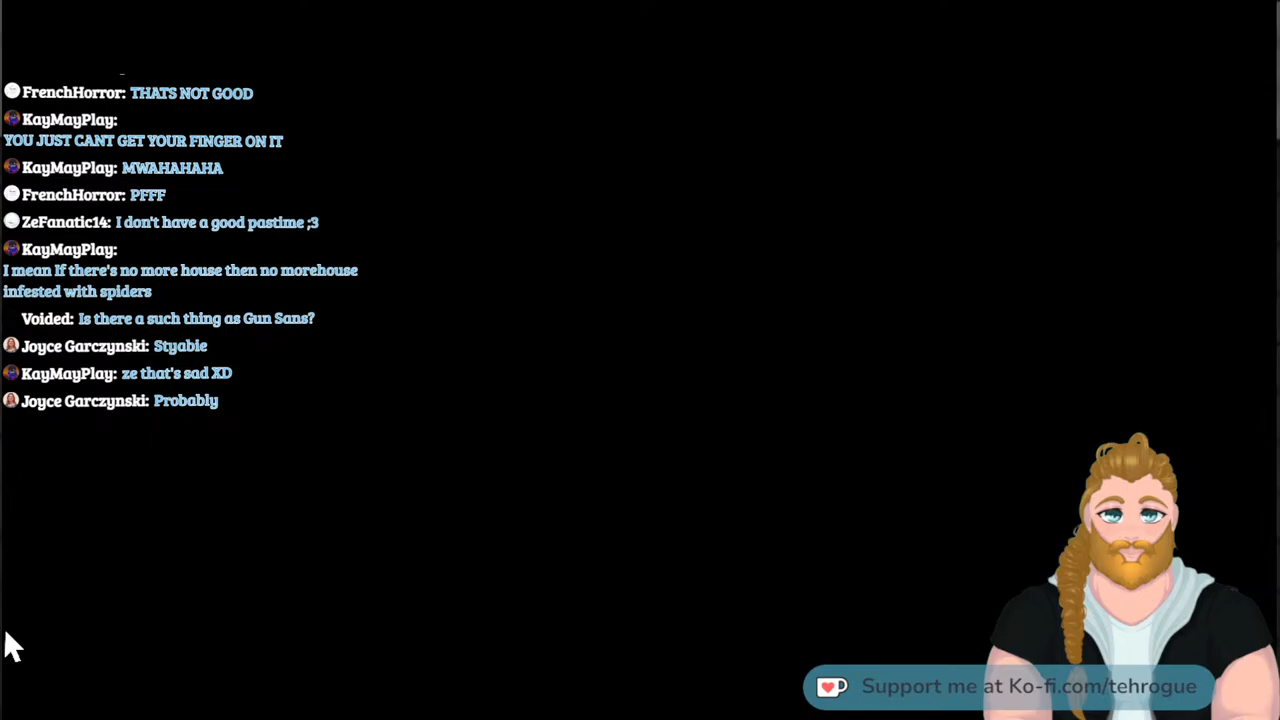 FrenchHorror: THATS NOT GOOD
KayMayPlay:
YOU JUST CANT GET YOUR FINGER ON IT
KayMayPlay: MWAHAHAHA
FrenchHorror: PFFF
ZeFanatic14: I don't have a good pastime ;3
KayMayPlay:
I mean If there's no more house then no morehouse
infested with spiders
Voided: Is there a such thing as Gun Sans?
Joyce Garczynski: Styabie
KayMayPlay: ze that's sad XD
Joyce Garczynski: Probably
Support me at Ko-fi.com/tehrogue